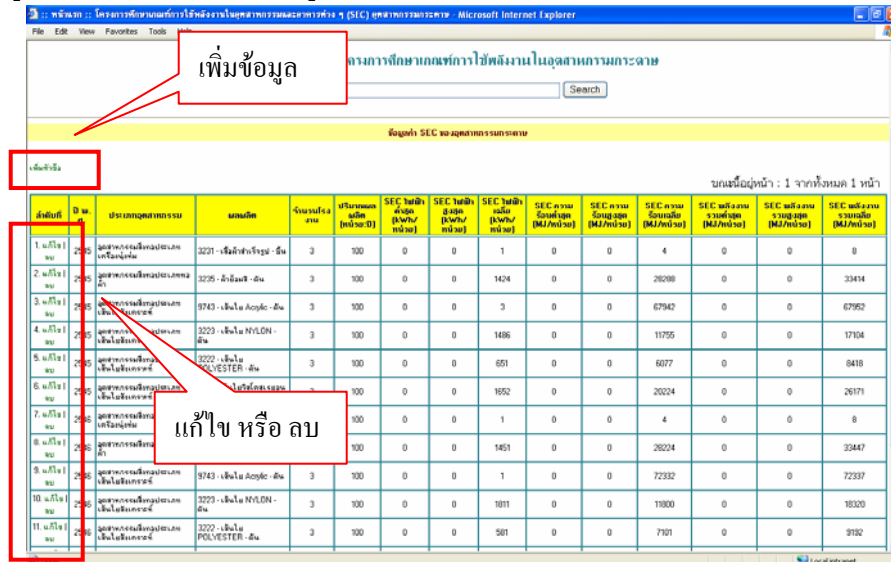 :: หน้าแรก :: โครงการศึกษาเกณฑ์การใช้พลังงานในอุตสาหกรรมและอาคารต่าง ๆ (SEC) อุตสาหกรรมกระดาษ - Microsoft Internet Explorer
File Edit View Favorites Tools
การศึกษาเกณฑ์การใช้พลังงานในอุตสาหกรรมกระดาษ
เพิ่มข้อมูล
Search
ข้อมูลค่า SEC ของอุตสาหกรรมกระดาษ
ขณะนี้อยู่หน้า : 1 จากทั้งหมด 1 หน้า
ลำดับที่ ปี พ.ศ. ประเภทอุตสาหกรรม ผลผลิต จำนวนโรงงาน ปริมาณผลผลิต [หน่วย:ปี] SEC ไฟฟ้าต่ำสุด [kWh/หน่วย] SEC ไฟฟ้าสูงสุด [kWh/หน่วย] SEC ไฟฟ้าเฉลี่ย [kWh/หน่วย] SEC ความร้อนต่ำสุด [MJ/หน่วย] SEC ความร้อนสูงสุด [MJ/หน่วย] SEC ความร้อนเฉลี่ย [MJ/หน่วย] SEC พลังงานรวมต่ำสุด [MJ/หน่วย] SEC พลังงานรวมสูงสุด [MJ/หน่วย] SEC พลังงานรวมเฉลี่ย [MJ/หน่วย]
1. แก้ไข | ลบ 3231 - เสื้อผ้าสำเร็จรูป - ชิ้น 3 100 0 0 1 0 0 4 0 0 8
2. แก้ไข | ลบ 3235 - ผ้าผืน - ตัน 3 100 0 0 1424 0 0 28288 0 0 33414
3. แก้ไข | ลบ 9743 - เส้นใย Acrylic - ตัน 3 100 0 0 3 0 0 67942 0 0 67952
4. แก้ไข | ลบ 3223 - เส้นใย NYLON - ตัน 3 100 0 0 1486 0 0 11755 0 0 17104
5. แก้ไข | ลบ 3222 - เส้นใย POLYESTER - ตัน 3 100 0 0 651 0 0 6077 0 0 8418
6. แก้ไข | ลบ 100 0 0 1652 0 0 20224 0 0 26171
7. แก้ไข | ลบ 100 0 0 1 0 0 4 0 0 8
แก้ไข หรือ ลบ
8. แก้ไข | ลบ 100 0 0 1451 0 0 28224 0 0 33447
9. แก้ไข | ลบ 9743 - เส้นใย Acrylic - ตัน 3 100 0 0 1 0 0 72332 0 0 72337
10. แก้ไข | ลบ 3223 - เส้นใย NYLON - ตัน 3 100 0 0 1811 0 0 11800 0 0 18320
11. แก้ไข | ลบ 3222 - เส้นใย POLYESTER - ตัน 3 100 0 0 581 0 0 7101 0 0 9192
Local intranet